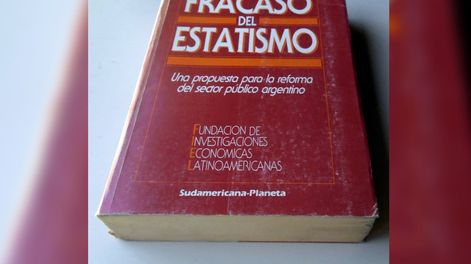 FRACASO
DEL
ESTATISMO
Una propuesta para la reforma
del sector público argentino
FUNDACION DE
INVESTIGACIONES
ECONOMICAS
LATINOAMERICANAS
Sudamericana-Planeta